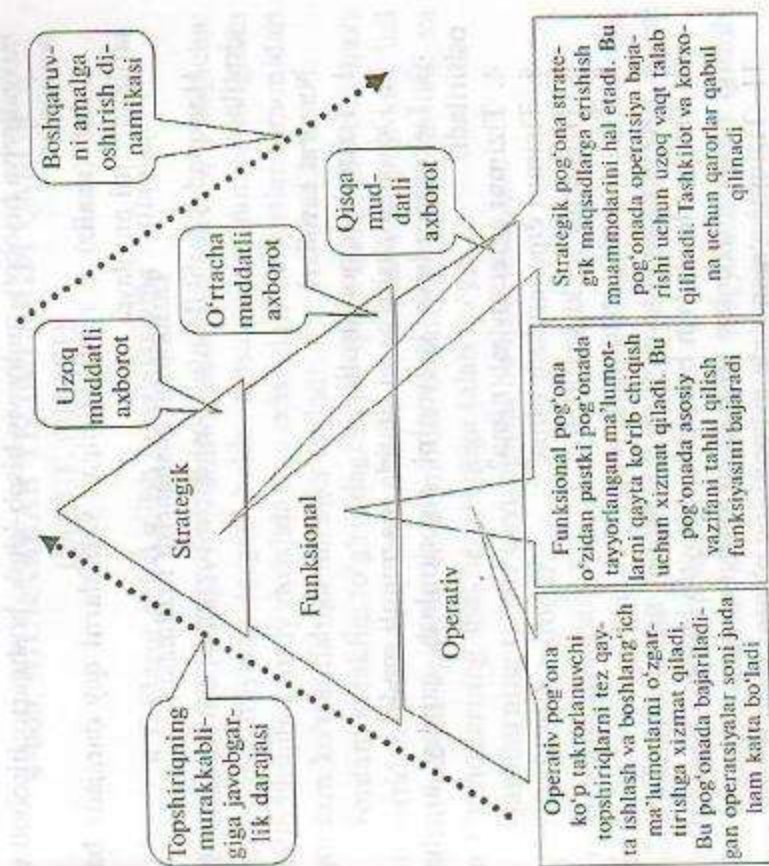 Boshqaruv-
ni amalga
oshirish di-
namikasi
Uzoq
muddatli
axborot
O‘rtacha
muddatli
axborot
Qisqa
mud-
datli
axborot
Topshiriqning
murakkabli-
giga javobgar-
lik darajasi
Strategik
Funksional
Operativ
Operativ pog‘ona
ko‘p takrorlanuvchi
topshiriqlarni tez qay-
ta ishlash va boshlang‘ich
ma’lumotlarni o‘zgar-
tirishga xizmat qiladi.
Bu pog‘onada bajariladi-
gan operatsiyalar soni juda
ham katta bo‘ladi
Funksional pog‘ona
o‘zidan pastki pog‘onada
tayyorlangan ma’lumot-
larni qayta ko‘rib chiqish
uchun xizmat qiladi. Bu
pog‘onada asosiy
vazifani tahlil qilish
funksiyasini bajaradi
Strategik pog‘ona strate-
gik maqsadlarga erishish
muammolarini hal etadi. Bu
pog‘onada operatsiya baja-
rishi uchun uzoq vaqt talab
qilinadi. Tashkilot va korxo-
na uchun qarorlar qabul
qilinadi